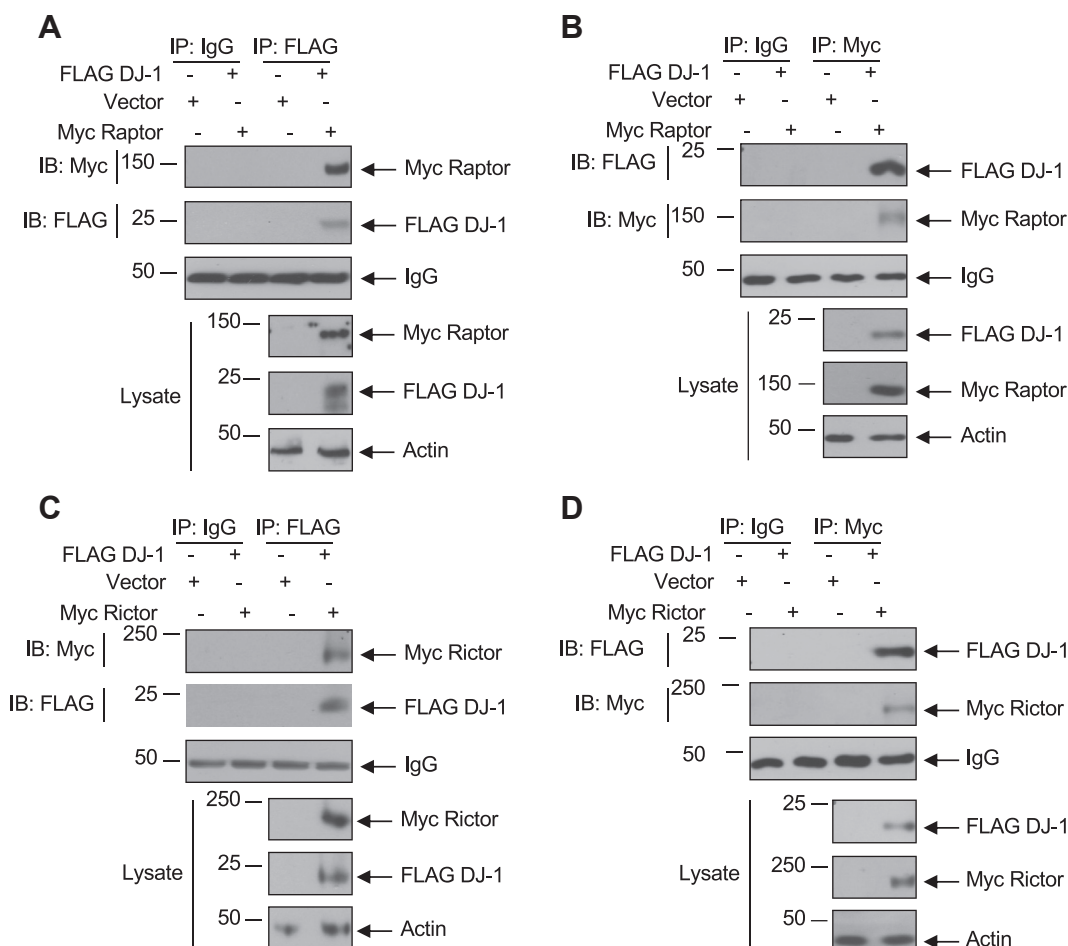 A
IP: IgG IP: FLAG
FLAG DJ-1 - + - +
Vector + - + -
Myc Raptor - + - +
IB: Myc 150
Myc Raptor
IB: FLAG 25
FLAG DJ-1
50
IgG
Lysate
150
Myc Raptor
25
FLAG DJ-1
50
Actin
B
IP: IgG IP: Myc
FLAG DJ-1 - + - +
Vector + - + -
Myc Raptor - + - +
IB: FLAG 25
FLAG DJ-1
IB: Myc 150
Myc Raptor
50
IgG
Lysate
25
FLAG DJ-1
150
Myc Raptor
50
Actin
C
IP: IgG IP: FLAG
FLAG DJ-1 - + - +
Vector + - + -
Myc Rictor - + - +
IB: Myc 250
Myc Rictor
IB: FLAG 25
FLAG DJ-1
50
IgG
Lysate
250
Myc Rictor
25
FLAG DJ-1
50
Actin
D
IP: IgG IP: Myc
FLAG DJ-1 - + - +
Vector + - + -
Myc Rictor - + - +
IB: FLAG 25
FLAG DJ-1
IB: Myc 250
Myc Rictor
50
IgG
Lysate
25
FLAG DJ-1
250
Myc Rictor
50
Actin